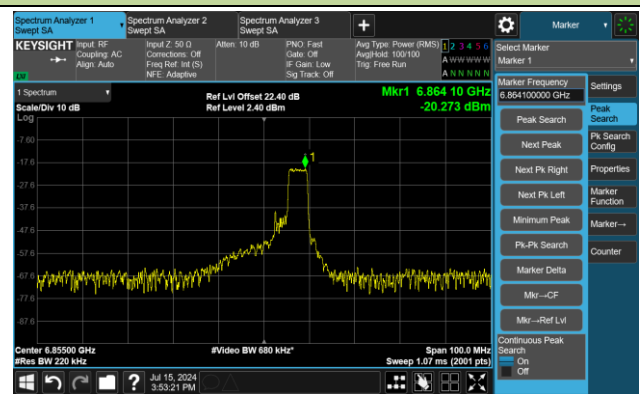 Spectrum Analyzer 1
Swept SA
Spectrum Analyzer 2
Swept SA
Spectrum Analyzer 3
Swept SA
Marker
KEYSIGHT
Input: RF
Coupling: AC
Align: Auto
Input Z: 50 Ω
Corrections: Off
Freq Ref: Int (S)
NFE: Adaptive
Atten: 10 dB
PNO: Fast
Gate: Off
IF Gain: Low
Sig Track: Off
Avg Type: Power (RMS)
Avg|Hold: 100/100
Trig: Free Run
1 2 3 4 5 6
A W W W W W
A N N N N N
LXI
Select Marker
Marker 1
1 Spectrum
Scale/Div 10 dB
Log
Ref Lvl Offset 22.40 dB
Ref Level 2.40 dBm
Mkr1 6.864 10 GHz
-20.273 dBm
-7.60
-17.6
-27.6
-37.6
-47.6
-57.6
-67.6
-77.6
-87.6
1
Center 6.85500 GHz
#Res BW 220 kHz
#Video BW 680 kHz*
Span 100.0 MHz
Sweep 1.07 ms (2001 pts)
Marker Frequency
6.864100000 GHz
Peak Search
Next Peak
Next Pk Right
Next Pk Left
Minimum Peak
Pk-Pk Search
Marker Delta
Mkr→CF
Mkr→Ref Lvl
Continuous Peak
Search
On
Off
Settings
Peak
Search
Pk Search
Config
Properties
Marker
Function
Marker→
Counter
Jul 15, 2024
3:53:21 PM